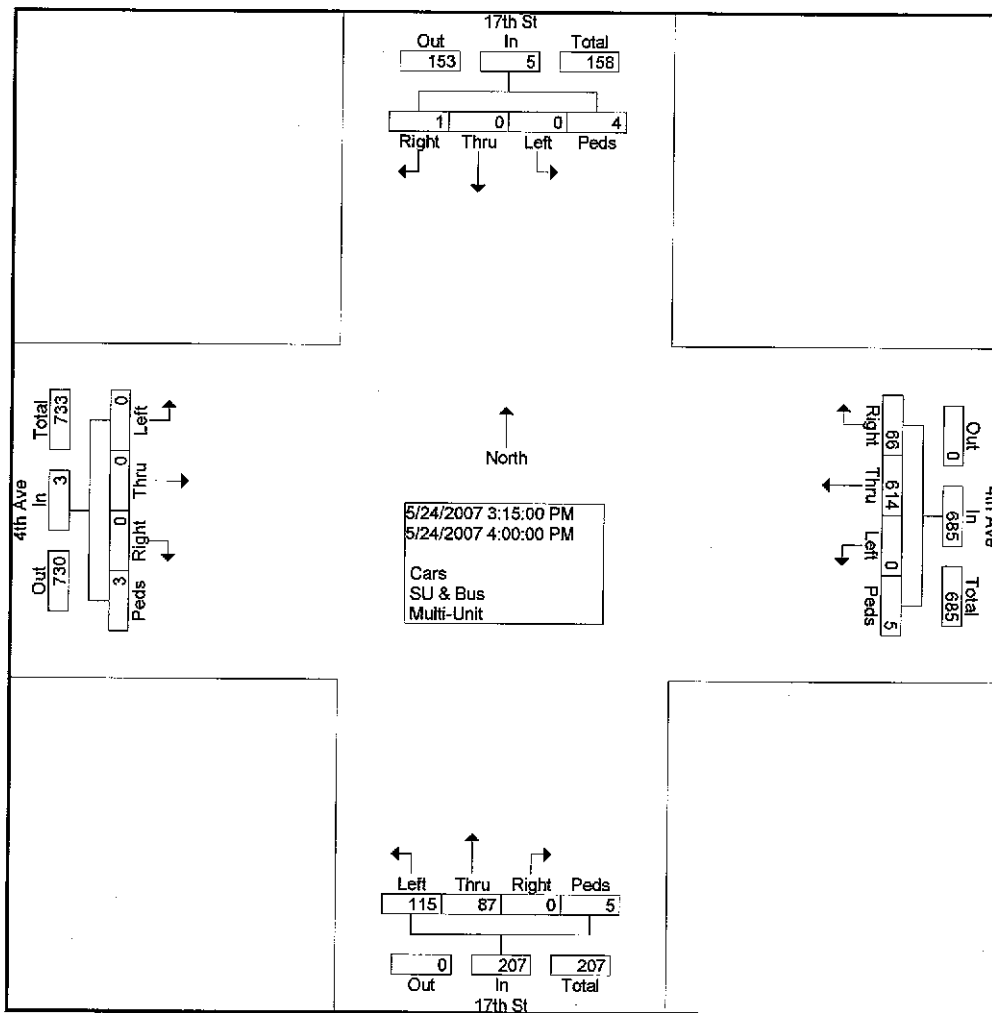 17th St
Out In Total
153 5 158
1 0 0 4
Right Thru Left Peds
4th Ave
Total In Out
733 3 730
0 0 0 3
Left Thru Right Peds
North
5/24/2007 3:15:00 PM
5/24/2007 4:00:00 PM
Cars
SU & Bus
Multi-Unit
Right Thru Left Peds
66 614 0 5
Out In Total
0 685 685
4th Ave
Left Thru Right Peds
115 87 0 5
0 207 207
Out In Total
17th St